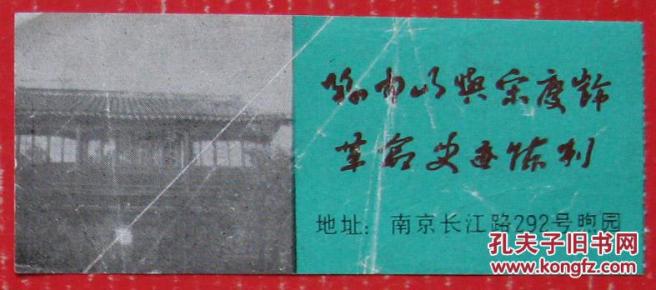 孙中山与宋庆龄
革命史迹陈列
地址：南京长江路292号煦园
孔夫子旧书网
www.kongfz.com